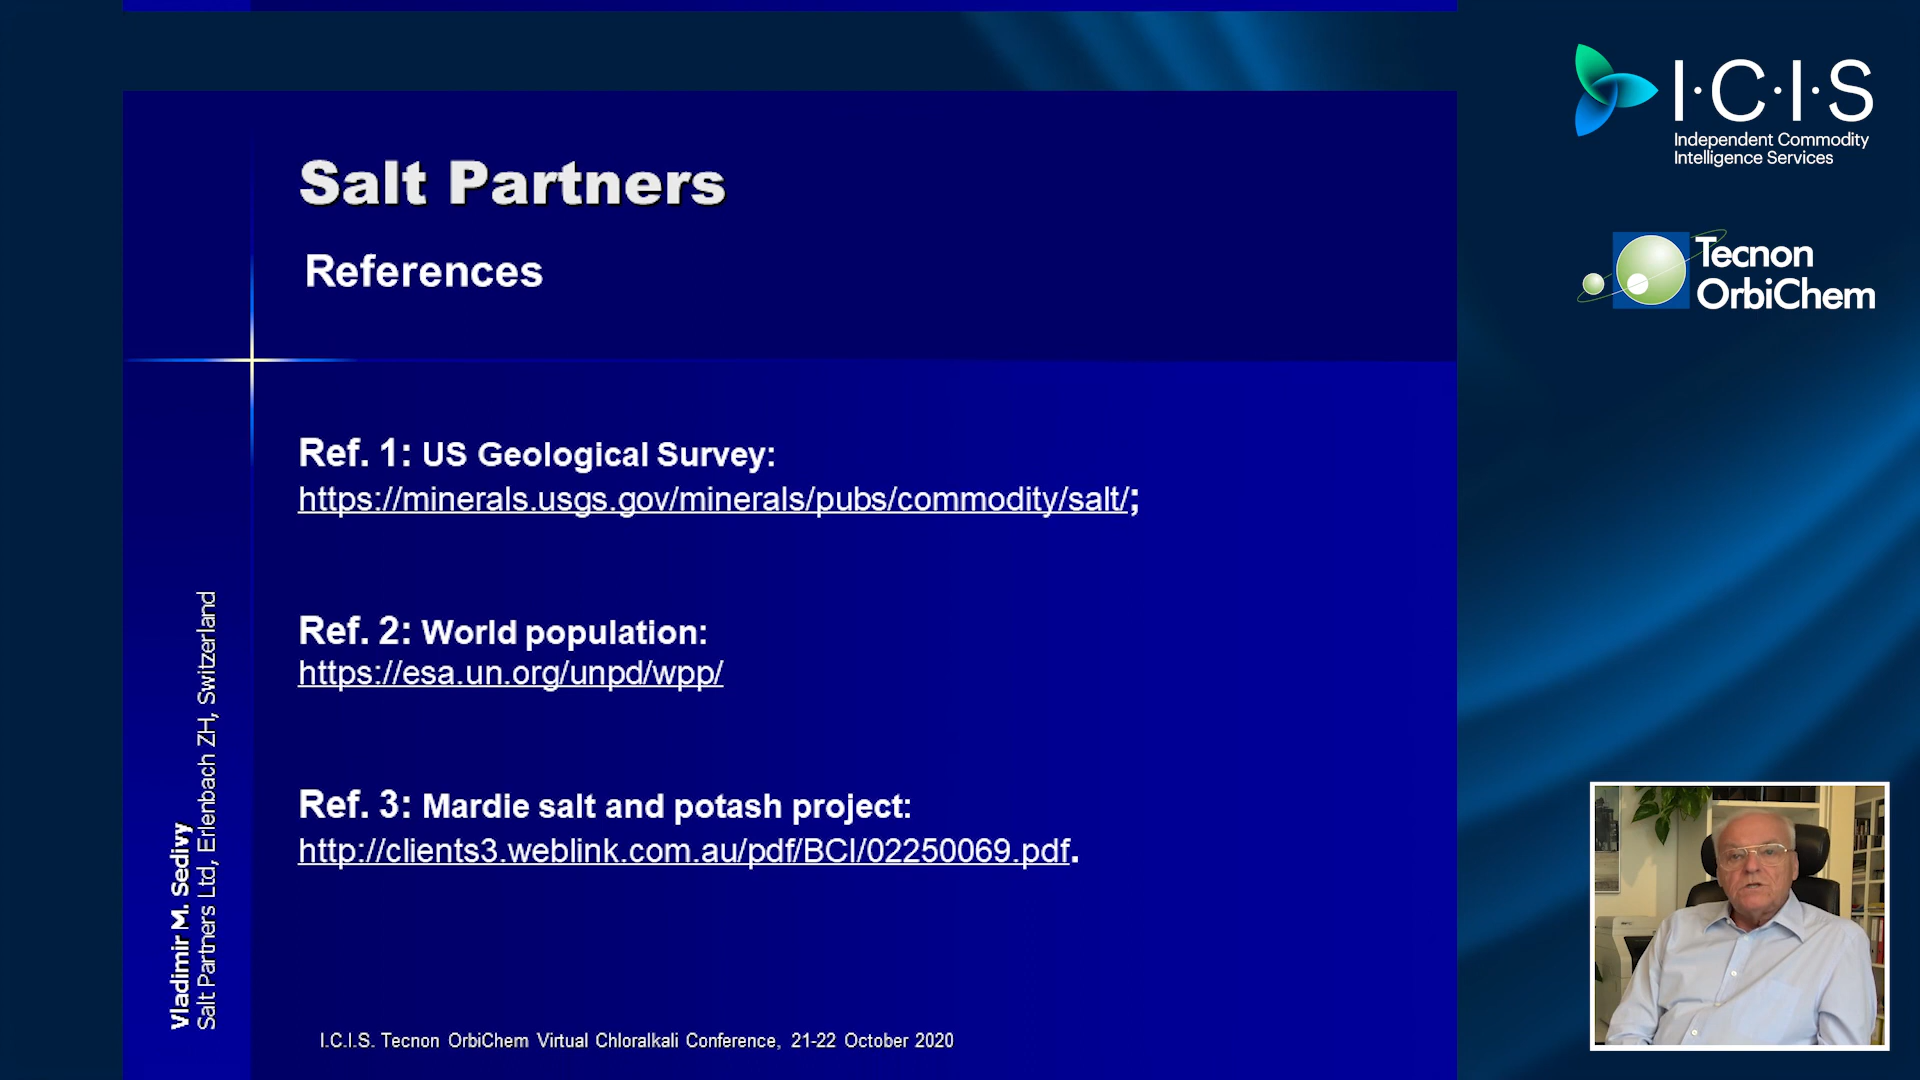 Salt Partners
References
Ref. 1: US Geological Survey:
https://minerals.usgs.gov/minerals/pubs/commodity/salt/;
Ref. 2: World population:
https://esa.un.org/unpd/wpp/
Ref. 3: Mardie salt and potash project:
http://clients3.weblink.com.au/pdf/BCI/02250069.pdf.
Vladimir M. Sedivy
Salt Partners Ltd, Erlenbach ZH, Switzerland
I.C.I.S. Tecnon OrbiChem Virtual Chloralkali Conference, 21-22 October 2020
I·C·I·S
Independent Commodity
Intelligence Services
Tecnon
OrbiChem